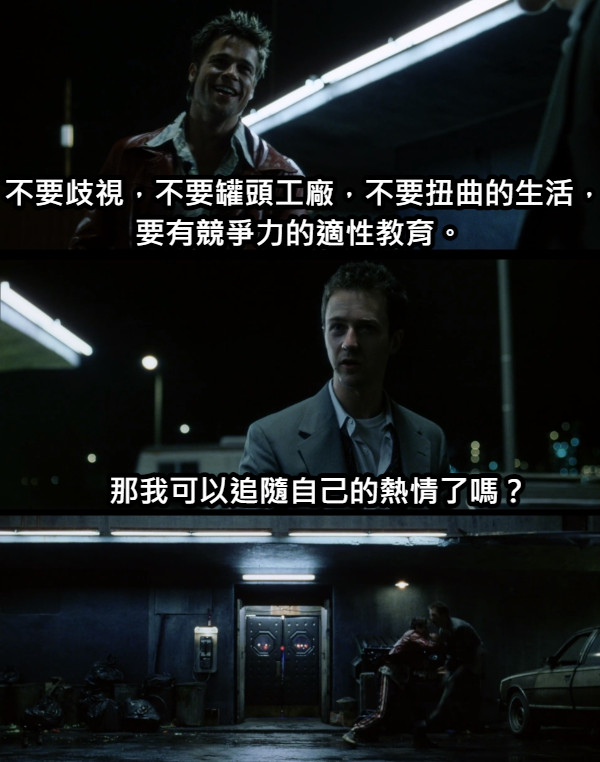 不要歧視，不要罐頭工廠，不要扭曲的生活，
要有競爭力的適性教育。
那我可以追隨自己的熱情了嗎？